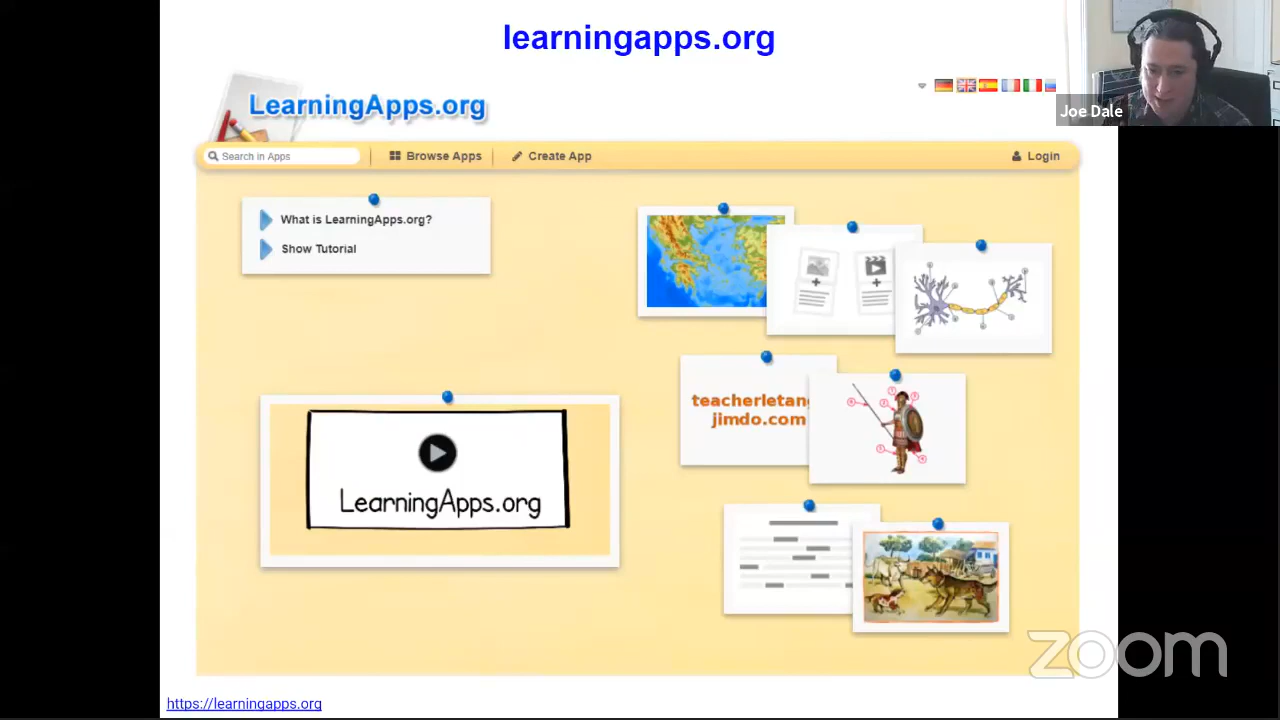 learningapps.org
LearningApps.org
Joe Dale
Search in Apps
Browse Apps
Create App
Login
What is LearningApps.org?
Show Tutorial
teacherletan
jimdo.com
LearningApps.org
zoom
https://learningapps.org